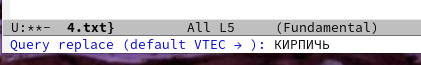 U:**-  4.txt}      All L5     (Fundamental)
Query replace (default VTEC → ): КИРПИЧЬ